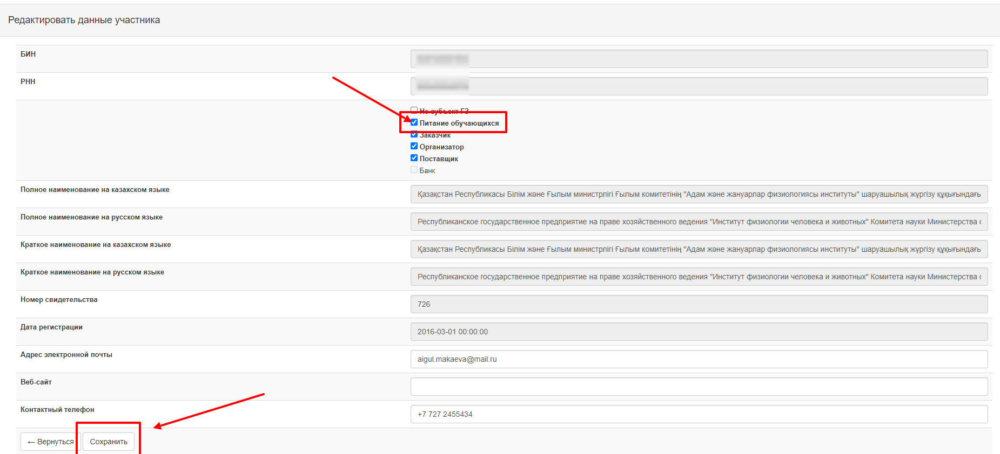 Редактировать данные участника
БИН
РНН
Не субъект ГЗ
Питание обучающихся
Заказчик
Организатор
Поставщик
Банк
Полное наименование на казахском языке
Қазақстан Республикасы Білім және Ғылым министрлігі Ғылым комитетінің "Адам және жануарлар физиологиясы институты" шаруашылық жүргізу құқығындағы
Полное наименование на русском языке
Республиканское государственное предприятие на праве хозяйственного ведения "Институт физиологии человека и животных" Комитета науки Министерства
Краткое наименование на казахском языке
Қазақстан Республикасы Білім және Ғылым министрлігі Ғылым комитетінің "Адам және жануарлар физиологиясы институты" шаруашылық жүргізу құқығындағы
Краткое наименование на русском языке
Республиканское государственное предприятие на праве хозяйственного ведения "Институт физиологии человека и животных" Комитета науки Министерства
Номер свидетельства
726
Дата регистрации
2016-03-01 00:00:00
Адрес электронной почты
aigul.makaeva@mail.ru
Веб-сайт
Контактный телефон
+7 727 2455434
← Вернуться Сохранить